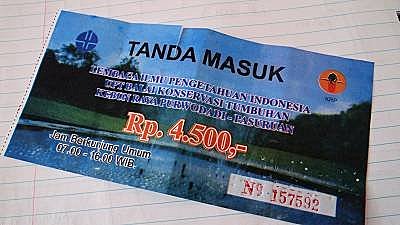 TANDA MASUK
LEMBAGA ILMU PENGETAHUAN INDONESIA
UPT BALAI KONSERVASI TUMBUHAN
KEBUN RAYA PURWODADI - PASURUAN
Rp. 4.500,-
Jam Berkunjung Umum
07.00 - 16.00 WIB.
Nº 157592